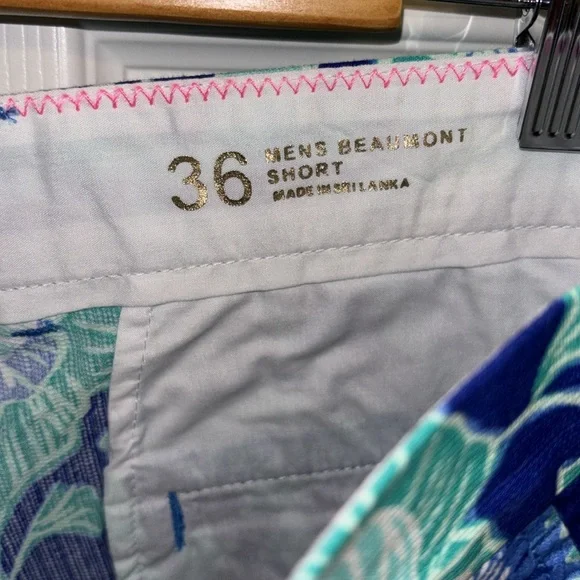 36
MENS BEAUMONT
SHORT
MADE IN SRI LANKA